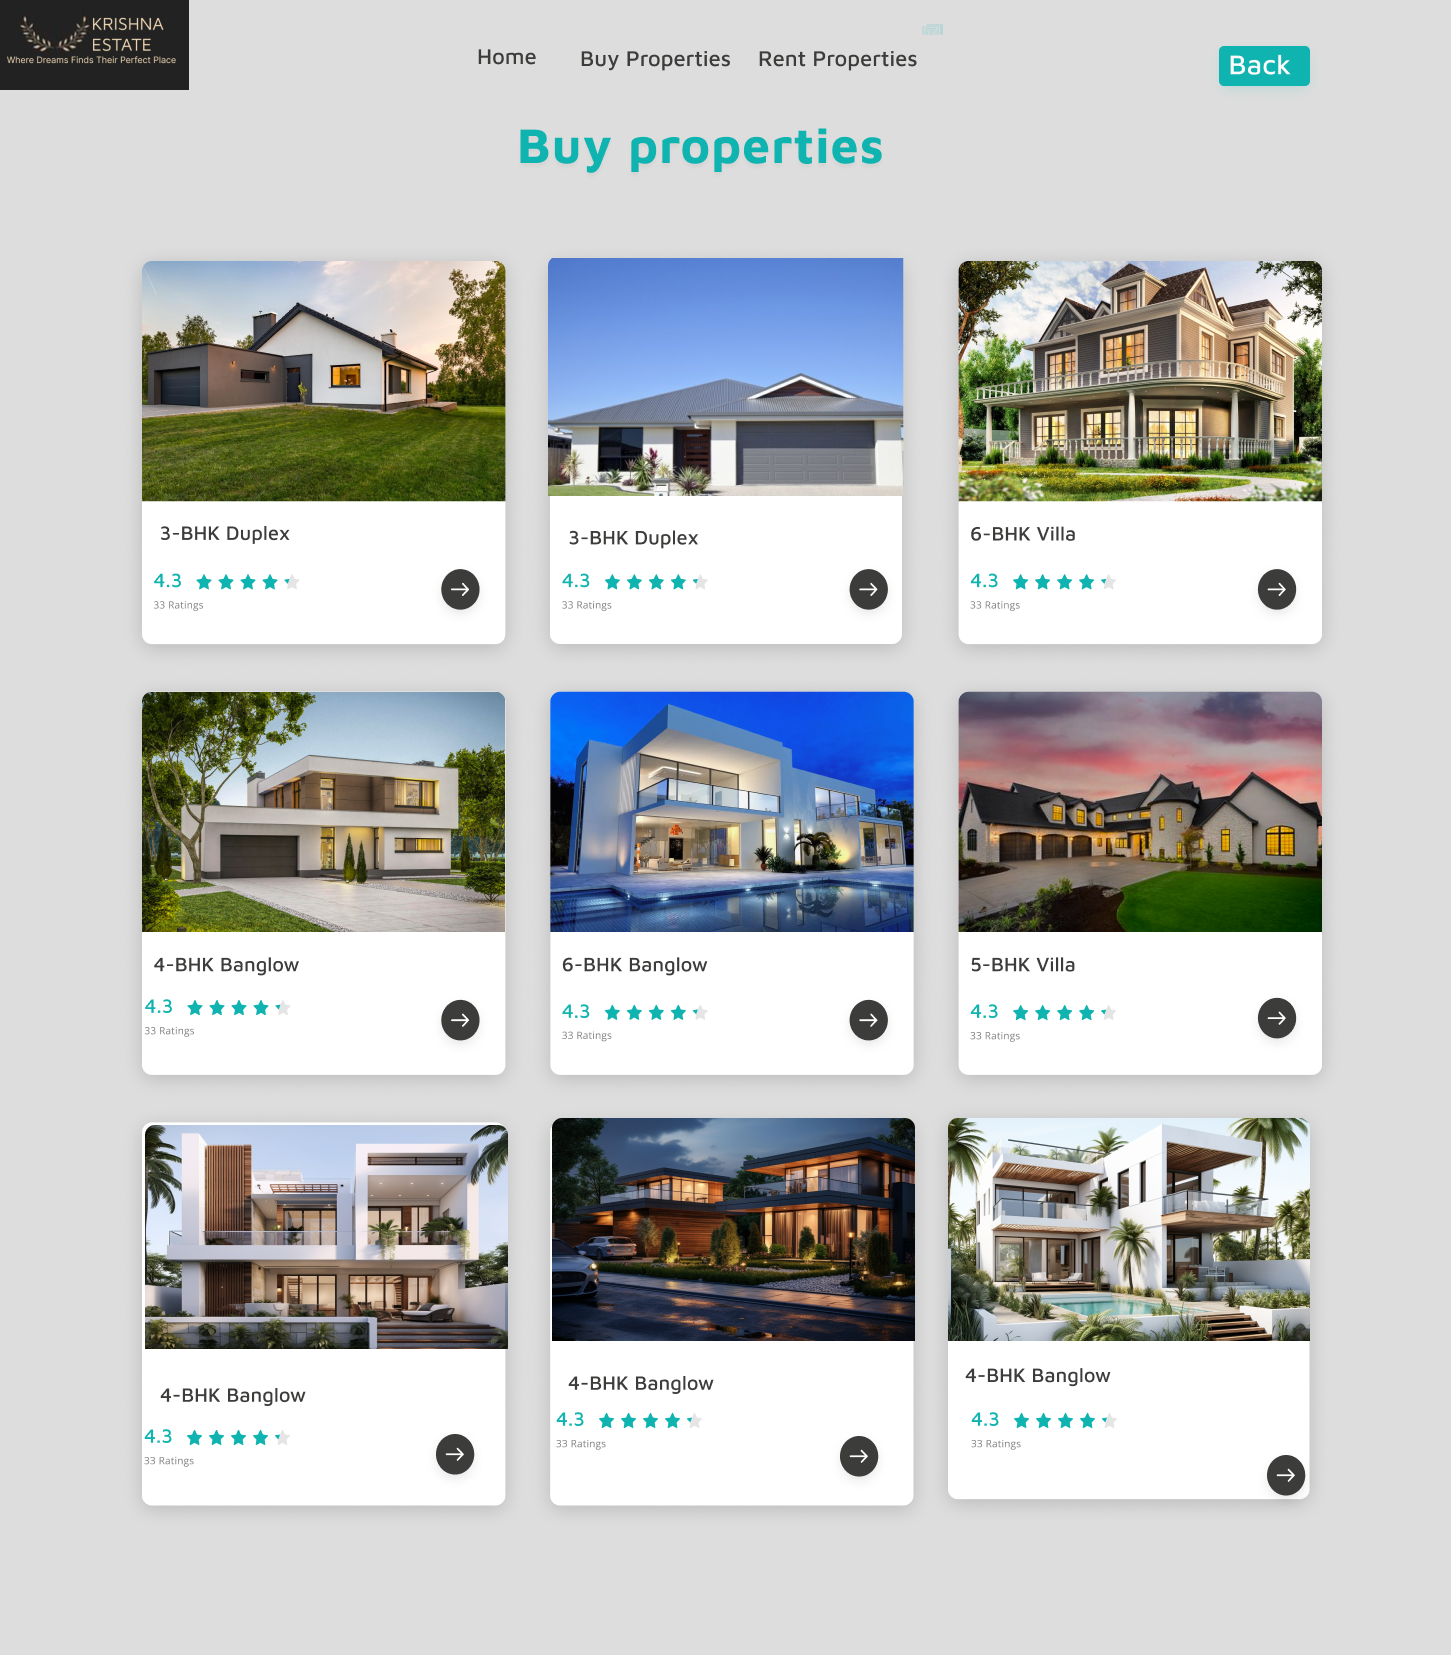 KRISHNA
ESTATE
Where Dreams Finds Their Perfect Place
Home
Buy Properties
Rent Properties
Back
Buy properties
3-BHK Duplex
4.3
33 Ratings
3-BHK Duplex
4.3
33 Ratings
6-BHK Villa
4.3
33 Ratings
4-BHK Banglow
4.3
33 Ratings
6-BHK Banglow
4.3
33 Ratings
5-BHK Villa
4.3
33 Ratings
4-BHK Banglow
4.3
33 Ratings
4-BHK Banglow
4.3
33 Ratings
4-BHK Banglow
4.3
33 Ratings